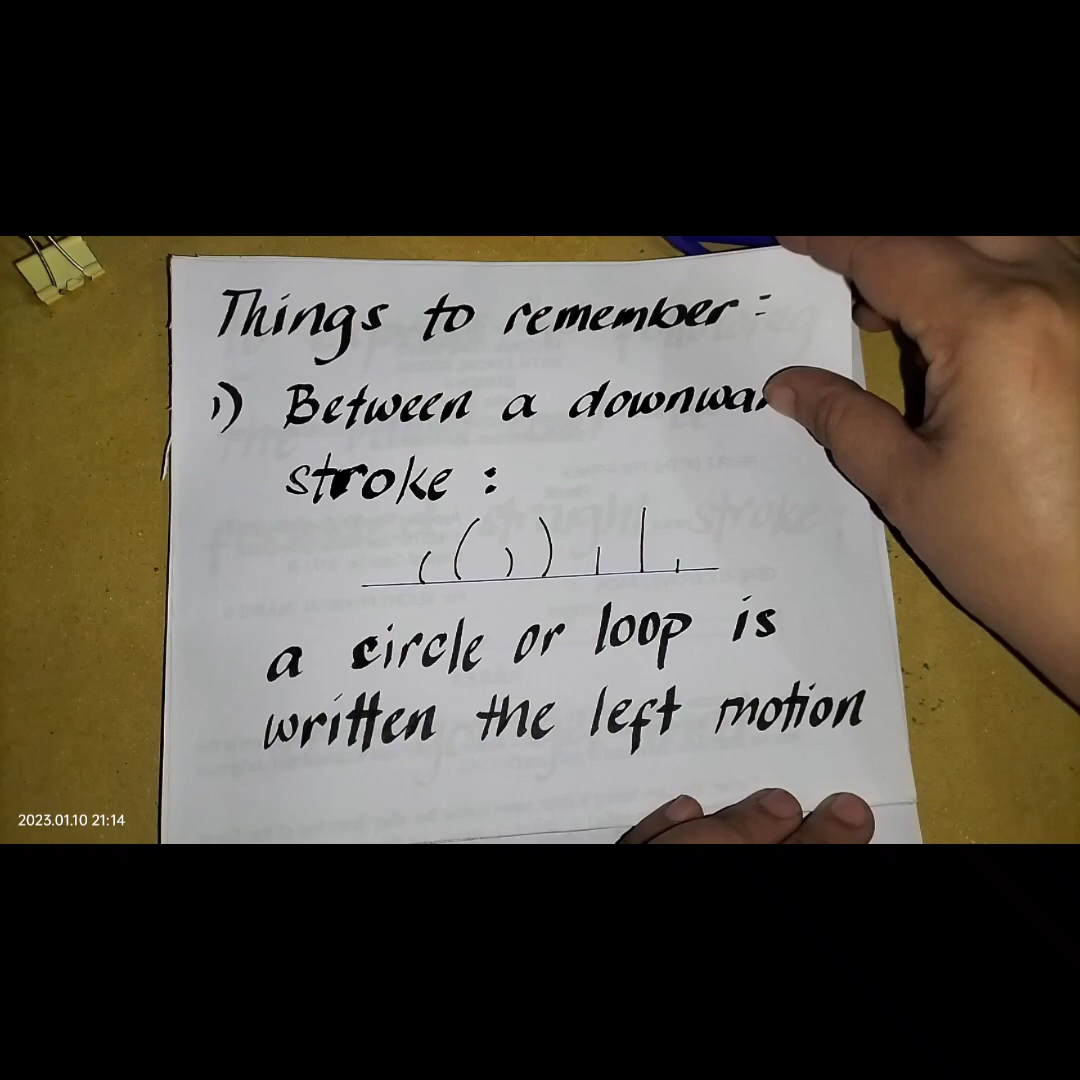 Things to remember:
1) Between a
stroke :
a circle or loop is
written the left motion
2023.01.10 21:14